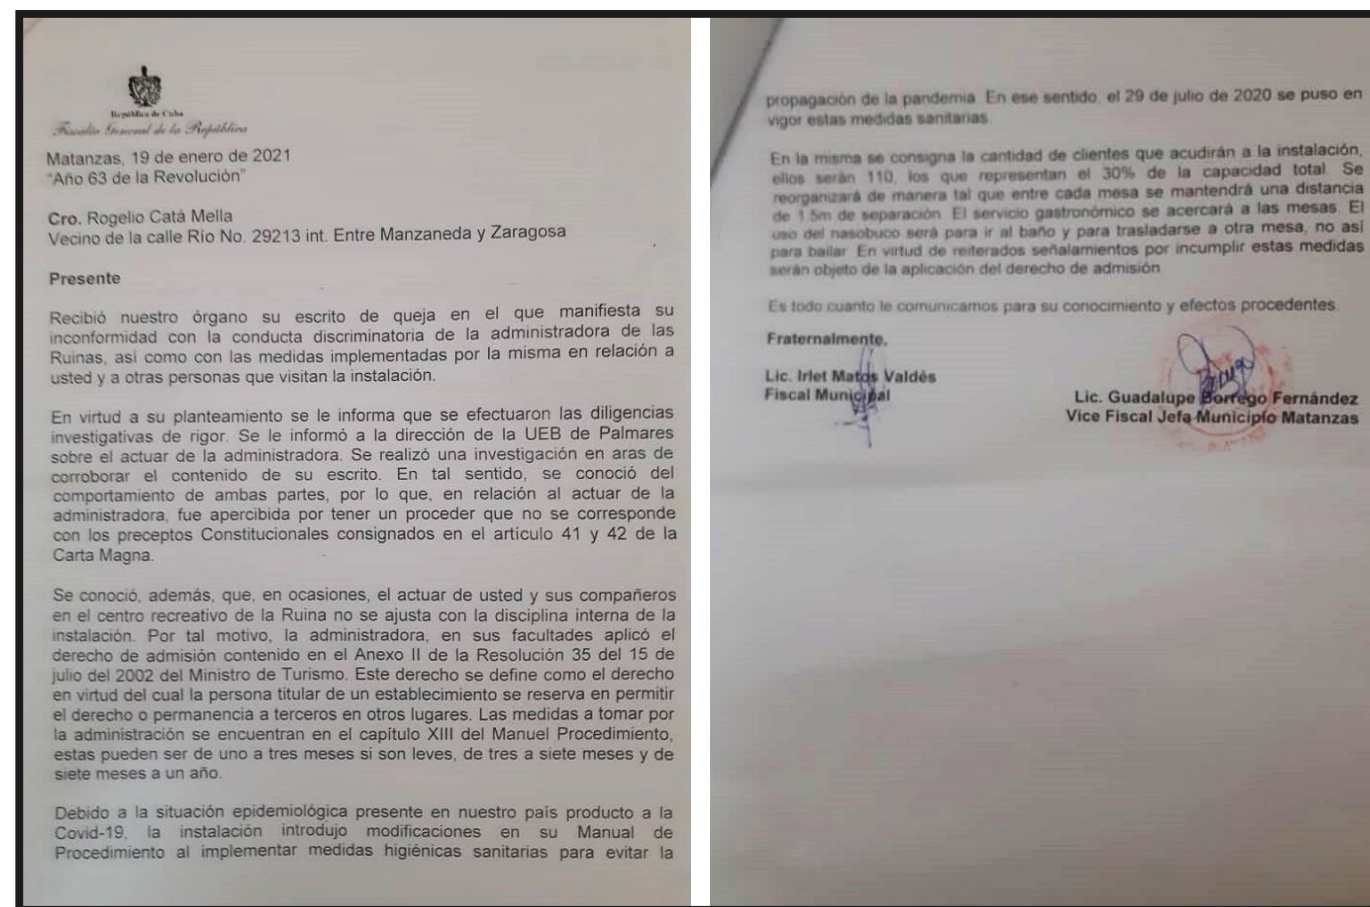 República de Cuba
Fiscalía General de la República
Matanzas, 19 de enero de 2021
“Año 63 de la Revolución”
Cro. Rogelio Catá Mella
Vecino de la calle Río No. 29213 int. Entre Manzaneda y Zaragosa
Presente
Recibió nuestro órgano su escrito de queja en el que manifiesta su
inconformidad con la conducta discriminatoria de la administradora de las
Ruinas, así como con las medidas implementadas por la misma en relación a
usted y a otras personas que visitan la instalación.
En virtud a su planteamiento se le informa que se efectuaron las diligencias
investigativas de rigor. Se le informó a la dirección de la UEB de Palmares
sobre el actuar de la administradora. Se realizó una investigación en aras de
corroborar el contenido de su escrito. En tal sentido, se conoció del
comportamiento de ambas partes, por lo que, en relación al actuar de la
administradora, fue apercibida por tener un proceder que no se corresponde
con los preceptos Constitucionales consignados en el artículo 41 y 42 de la
Carta Magna.
Se conoció, además, que, en ocasiones, el actuar de usted y sus compañeros
en el centro recreativo de la Ruina no se ajusta con la disciplina interna de la
instalación. Por tal motivo, la administradora, en sus facultades aplicó el
derecho de admisión contenido en el Anexo II de la Resolución 35 del 15 de
julio del 2002 del Ministro de Turismo. Este derecho se define como el derecho
en virtud del cual la persona titular de un establecimiento se reserva en permitir
el derecho o permanencia a terceros en otros lugares. Las medidas a tomar por
la administración se encuentran en el capítulo XIII del Manuel Procedimiento,
estas pueden ser de uno a tres meses si son leves, de tres a siete meses y de
siete meses a un año.
Debido a la situación epidemiológica presente en nuestro país producto a la
Covid-19, la instalación introdujo modificaciones en su Manual de
Procedimiento al implementar medidas higiénicas sanitarias para evitar la
propagación de la pandemia. En ese sentido, el 29 de julio de 2020 se puso en
vigor estas medidas sanitarias.
En la misma se consigna la cantidad de clientes que acudirán a la instalación,
ellos serán 110, los que representan el 30% de la capacidad total. Se
reorganizará de manera tal que entre cada mesa se mantendrá una distancia
de 1.5m de separación. El servicio gastronómico se acercará a las mesas. El
uso del nasobuco será para ir al baño y para trasladarse a otra mesa, no así
para bailar. En virtud de reiterados señalamientos por incumplir estas medidas
serán objeto de la aplicación del derecho de admisión.
Es todo cuanto le comunicamos para su conocimiento y efectos procedentes.
Fraternalmente,
Lic. Irlet Matos Valdés
Fiscal Municipal
Lic. Guadalupe Borrego Fernández
Vice Fiscal Jefa Municipio Matanzas